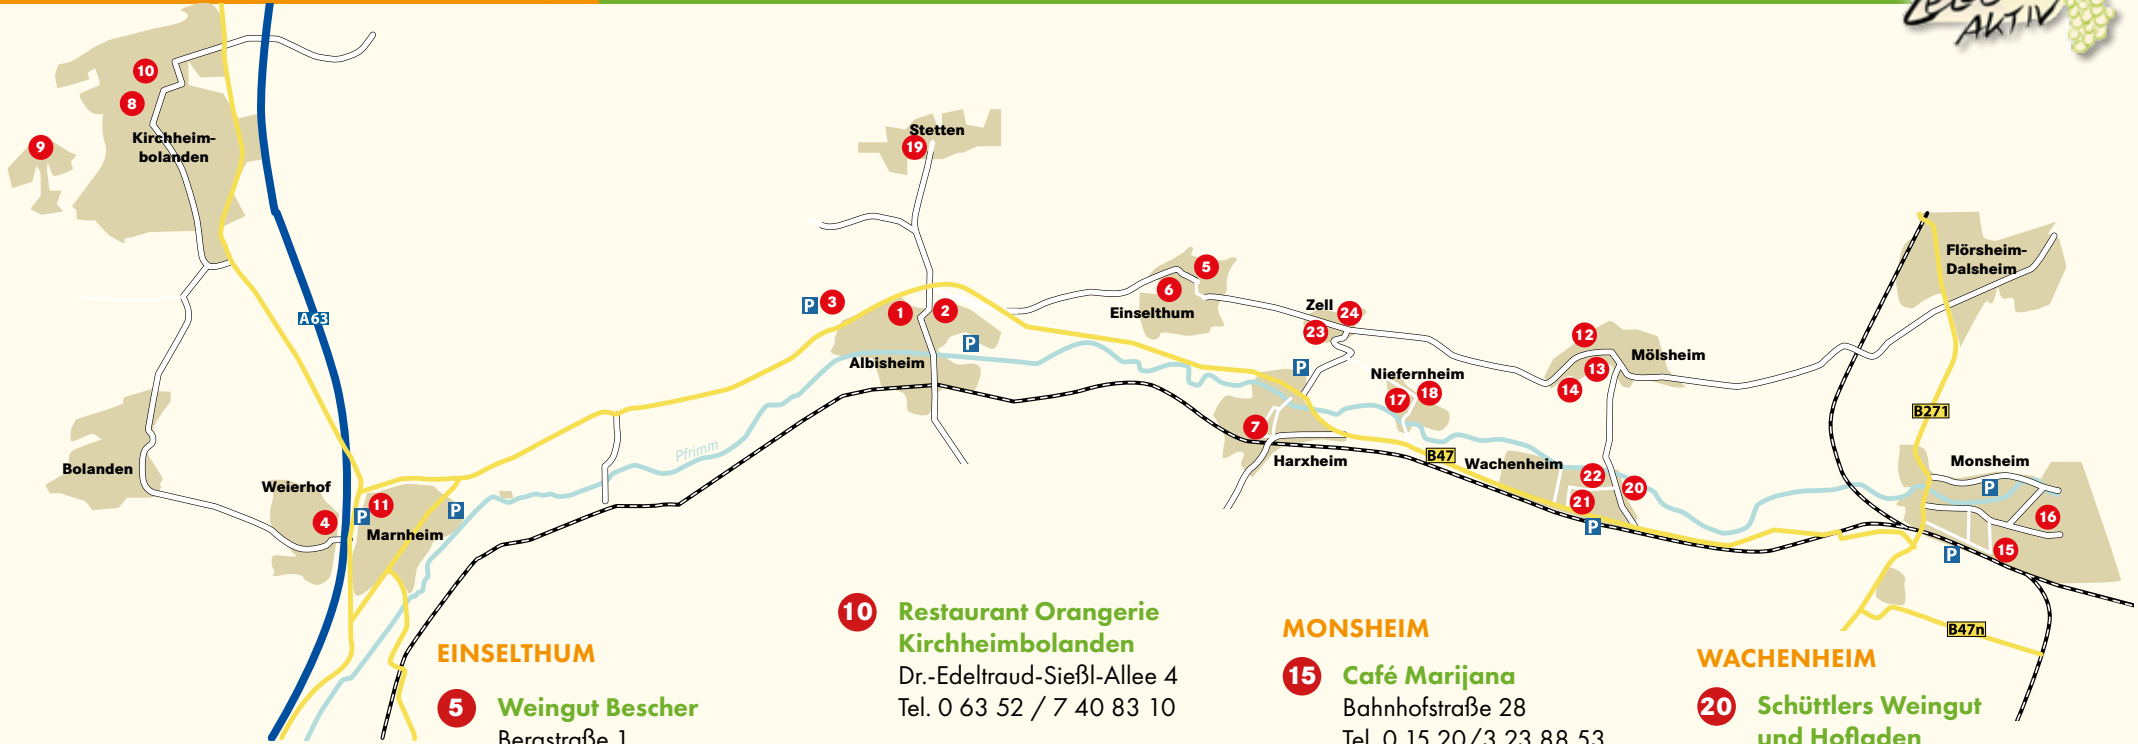 AKTIV
10
8
Kirchheim-
bolanden
9
Stetten
19
A63
P
3
1
2
P
Albisheim
5
6
Einselthum
Zell
24
23
P
Niefernheim
17
18
7
Harxheim
12
13
14
Mölsheim
Flörsheim-
Dalsheim
B271
B47
Wachenheim
22
20
21
P
Monsheim
P
16
15
P
B47n
Bolanden
Weierhof
4
P
11
P
Marnheim
Pfrimm
EINSELTHUM
5 Weingut Bescher
Bergstraße 1
10 Restaurant Orangerie
Kirchheimbolanden
Dr.-Edeltraud-Sießl-Allee 4
Tel. 0 63 52 / 7 40 83 10
MONSHEIM
15 Café Marijana
Bahnhofstraße 28
Tel. 0 15 20/3 23 88 53
WACHENHEIM
20 Schüttlers Weingut
und Hofladen